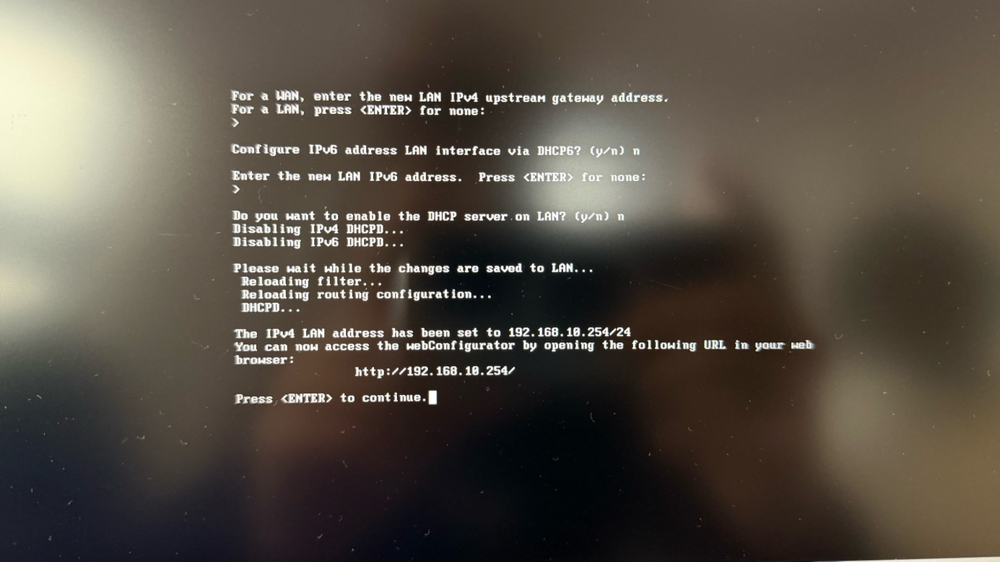 For a WAN, enter the new LAN IPv4 upstream gateway address.
For a LAN, press <ENTER> for none:
>
Configure IPv6 address LAN interface via DHCP6? (y/n) n
Enter the new LAN IPv6 address.  Press <ENTER> for none:
>
Do you want to enable the DHCP server on LAN? (y/n) n
Disabling IPv4 DHCPD...
Disabling IPv6 DHCPD...
Please wait while the changes are saved to LAN...
Reloading filter...
Reloading routing configuration...
DHCPD...
The IPv4 LAN address has been set to 192.168.10.254/24
You can now access the webConfigurator by opening the following URL in your web
browser:
http://192.168.10.254/
Press <ENTER> to continue.